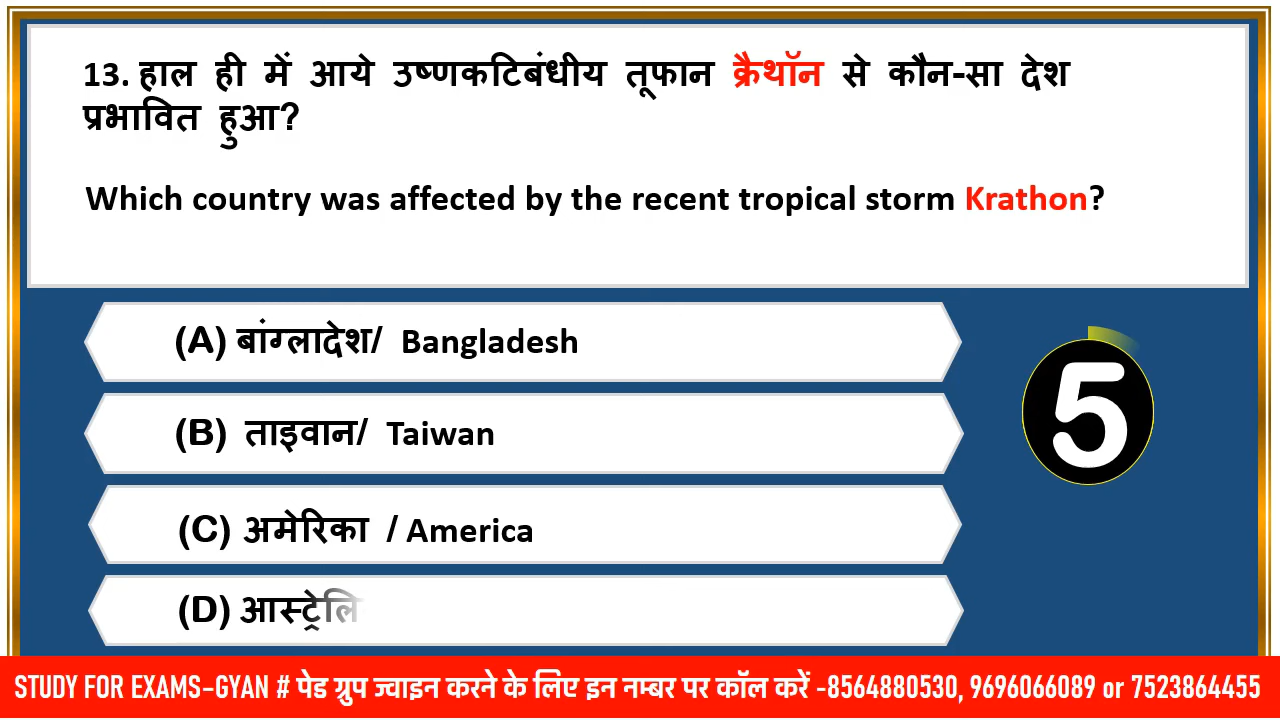 13. हाल ही में आये उष्णकटिबंधीय तूफान क्रैथॉन से कौन-सा देश
प्रभावित हुआ?
Which country was affected by the recent tropical storm Krathon?
(A) बांग्लादेश/ Bangladesh
(B) ताइवान/ Taiwan
5
(C) अमेरिका / America
(D)
STUDY FOR EXAMS-GYAN # पेड ग्रुप ज्वाइन करने के लिए इन नम्बर पर कॉल करें -8564880530, 9696066089 or 7523864455